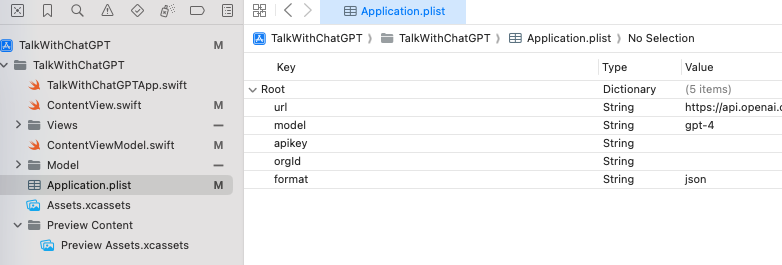 Application.plist
TalkWithChatGPT M
TalkWithChatGPT
TalkWithChatGPTApp.swift
ContentView.swift M
Views
ContentViewModel.swift M
Model
Application.plist M
Assets.xcassets
Preview Content
Preview Assets.xcassets
TalkWithChatGPT TalkWithChatGPT Application.plist No Selection
Key Type Value
Root Dictionary (5 items)
url String https://api.openai.c
model String gpt-4
apikey String
orgId String
format String json